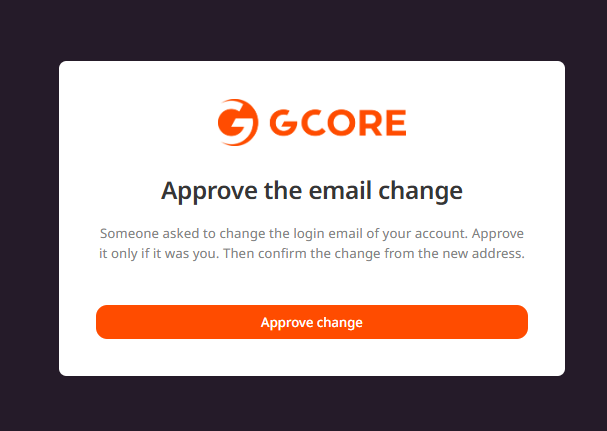 GCORE
Approve the email change
Someone asked to change the login email of your account. Approve
it only if it was you. Then confirm the change from the new address.
Approve change